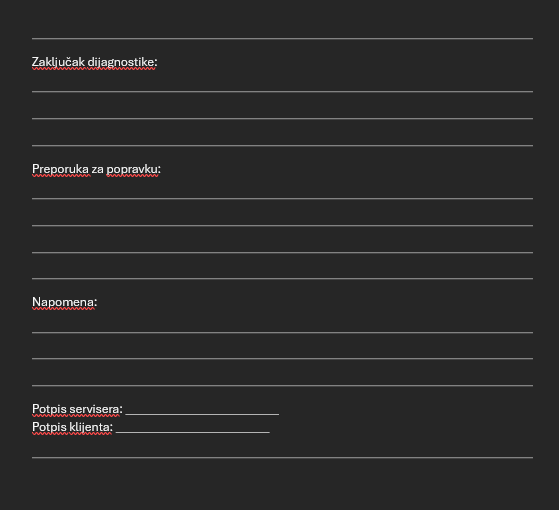 Zaključak dijagnostike:
Preporuka za popravku:
Napomena:
Potpis servisera: ______________________
Potpis klijenta: ______________________